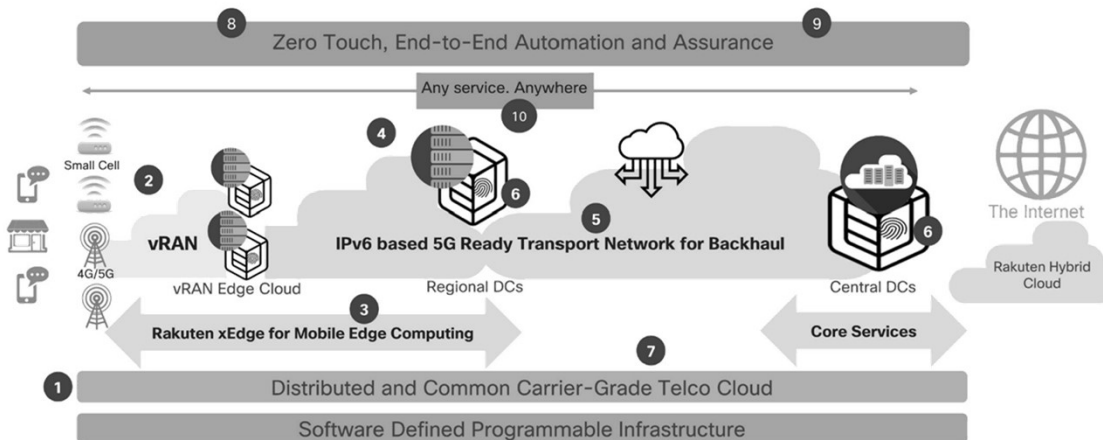 8
9
Zero Touch, End-to-End Automation and Assurance
Any service. Anywhere
10
4
Small Cell
2
6
5
6
The Internet
vRAN
IPv6 based 5G Ready Transport Network for Backhaul
4G/5G
Rakuten Hybrid
Cloud
vRAN Edge Cloud
Regional DCs
Central DCs
3
Rakuten xEdge for Mobile Edge Computing
Core Services
7
1
Distributed and Common Carrier-Grade Telco Cloud
Software Defined Programmable Infrastructure